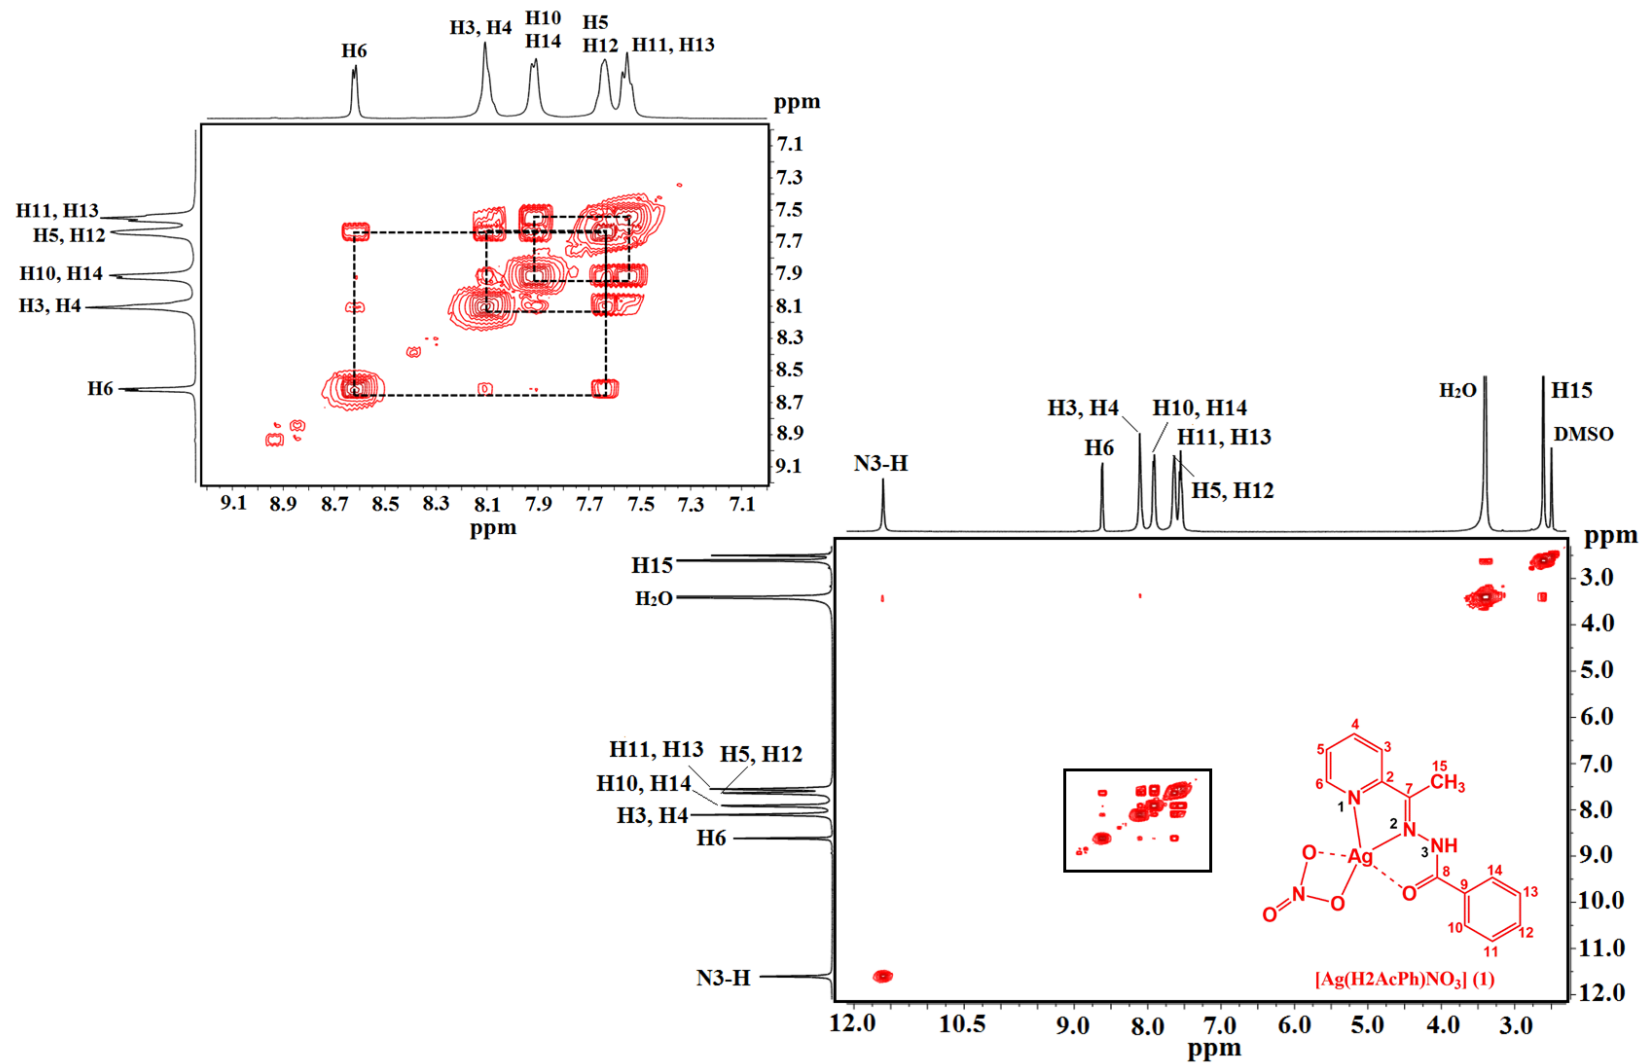 H6
H3, H4
H10
H14
H5
H12
H11, H13
ppm
H11, H13
H5, H12
H10, H14
H3, H4
H6
7.1
7.3
7.5
7.7
7.9
8.1
8.3
8.5
8.7
8.9
9.1
9.1 8.9 8.7 8.5 8.3 8.1 7.9 7.7 7.5 7.3 7.1
ppm
N3-H
H6
H3, H4
H10, H14
H11, H13
H5, H12
H2O
H15
DMSO
ppm
H15
H2O
H11, H13
H5, H12
H10, H14
H3, H4
H6
N3-H
3.0
4.0
5.0
6.0
7.0
8.0
9.0
10.0
11.0
12.0
4
5
3
6
2
15
CH3
7
N
1
2
N
3
NH
Ag
O
N
O
O
O
8
9
14
13
10
12
11
[Ag(H2AcPh)NO3] (1)
12.0 10.5 9.0 8.0 7.0 6.0 5.0 4.0 3.0
ppm